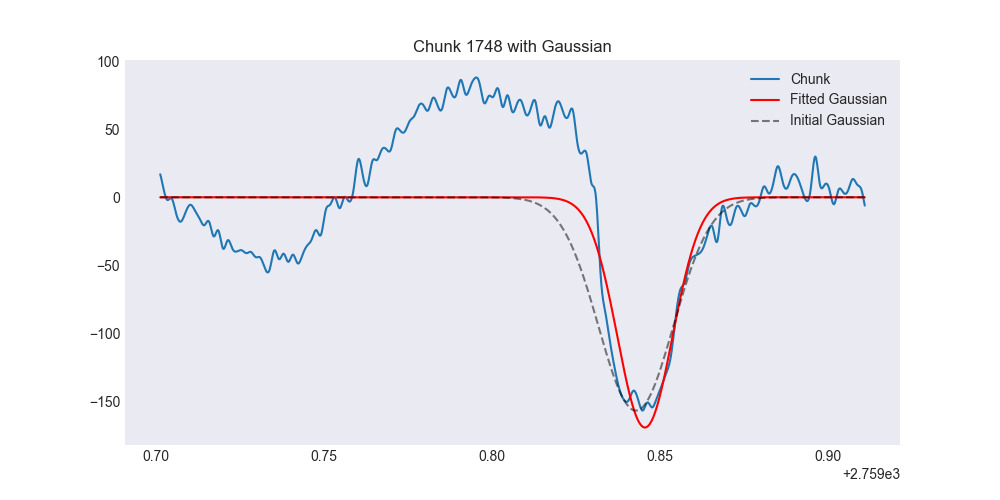 Chunk 1748 with Gaussian
100
50
0
−50
−100
−150
Chunk
Fitted Gaussian
Initial Gaussian
0.70 0.75 0.80 0.85 0.90
+2.759e3